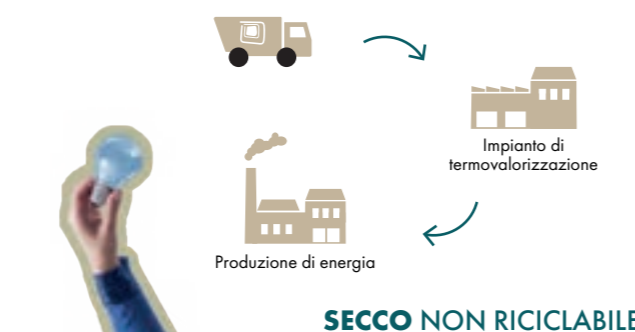 Impianto di
termovalorizzazione
Produzione di energia
SECCO NON RICICLABILE